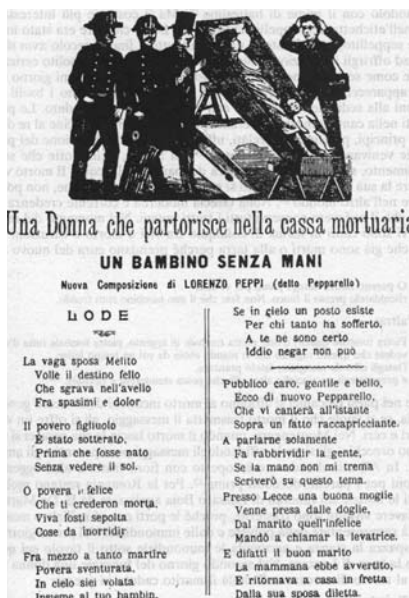 Una Donna che partorisce nella cassa mortuaria
UN BAMBINO SENZA MANI
Nuova Composizione di LORENZO PEPPI (detto Pepparello)
LODE
La vaga sposa Melito
Volle il destino fello
Che sgrava nell'avello
Fra spasimi e dolor
Il povero figliuolo
È stato sotterato,
Prima che fosse nato
Senza vedere il sol.
O povera felice
Che ti crederon morta,
Viva fosti sepolta
Cose da inorridir
Fra mezzo a tanto martire
Povera sventurata,
In cielo siei volata
Insieme al tuo bambin.
Se in cielo un posto esiste
Per chi tanto ha sofferto,
A te ne sono certo
Iddio negar non può
Pubblico caro, gentile e bello,
Ecco di nuovo Pepparello,
Che vi canterà all'istante
Sopra un fatto raccapricciante.
A parlarne solamente
Fa rabbrividir la gente,
Se la mano non mi trema
Scriverò su questo tema.
Presso Lecce una buona moglie
Venne presa dalle doglie,
Dal marito quell'infelice
Mandò a chiamar la levatrice.
E difatti il buon marito
La mammana ebbe avvertito,
E ritornava a casa in fretta
Dalla sua sposa diletta.